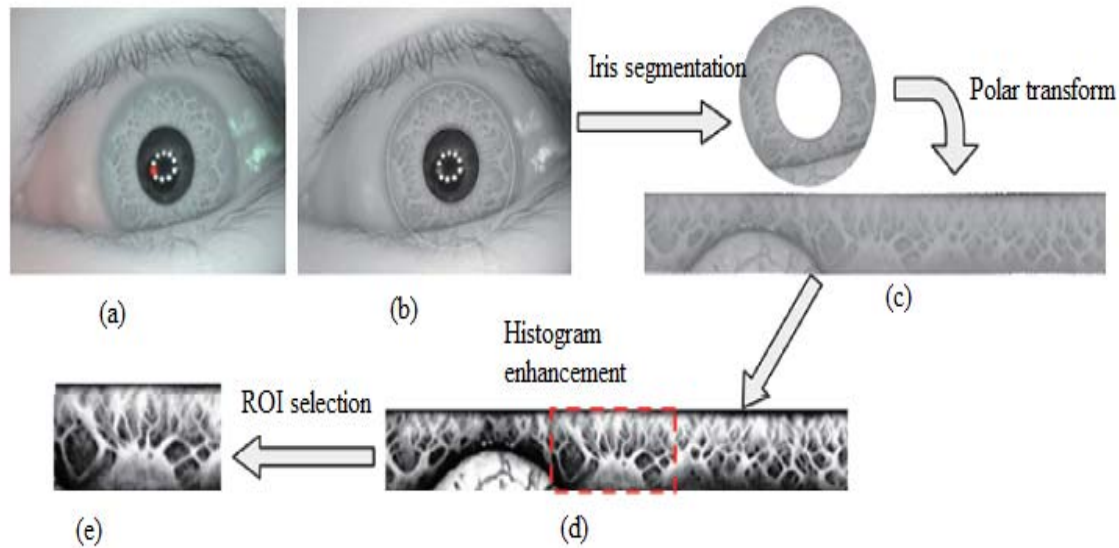 Iris segmentation
Polar transform
(a)
(b)
(c)
Histogram
enhancement
ROI selection
(e)
(d)